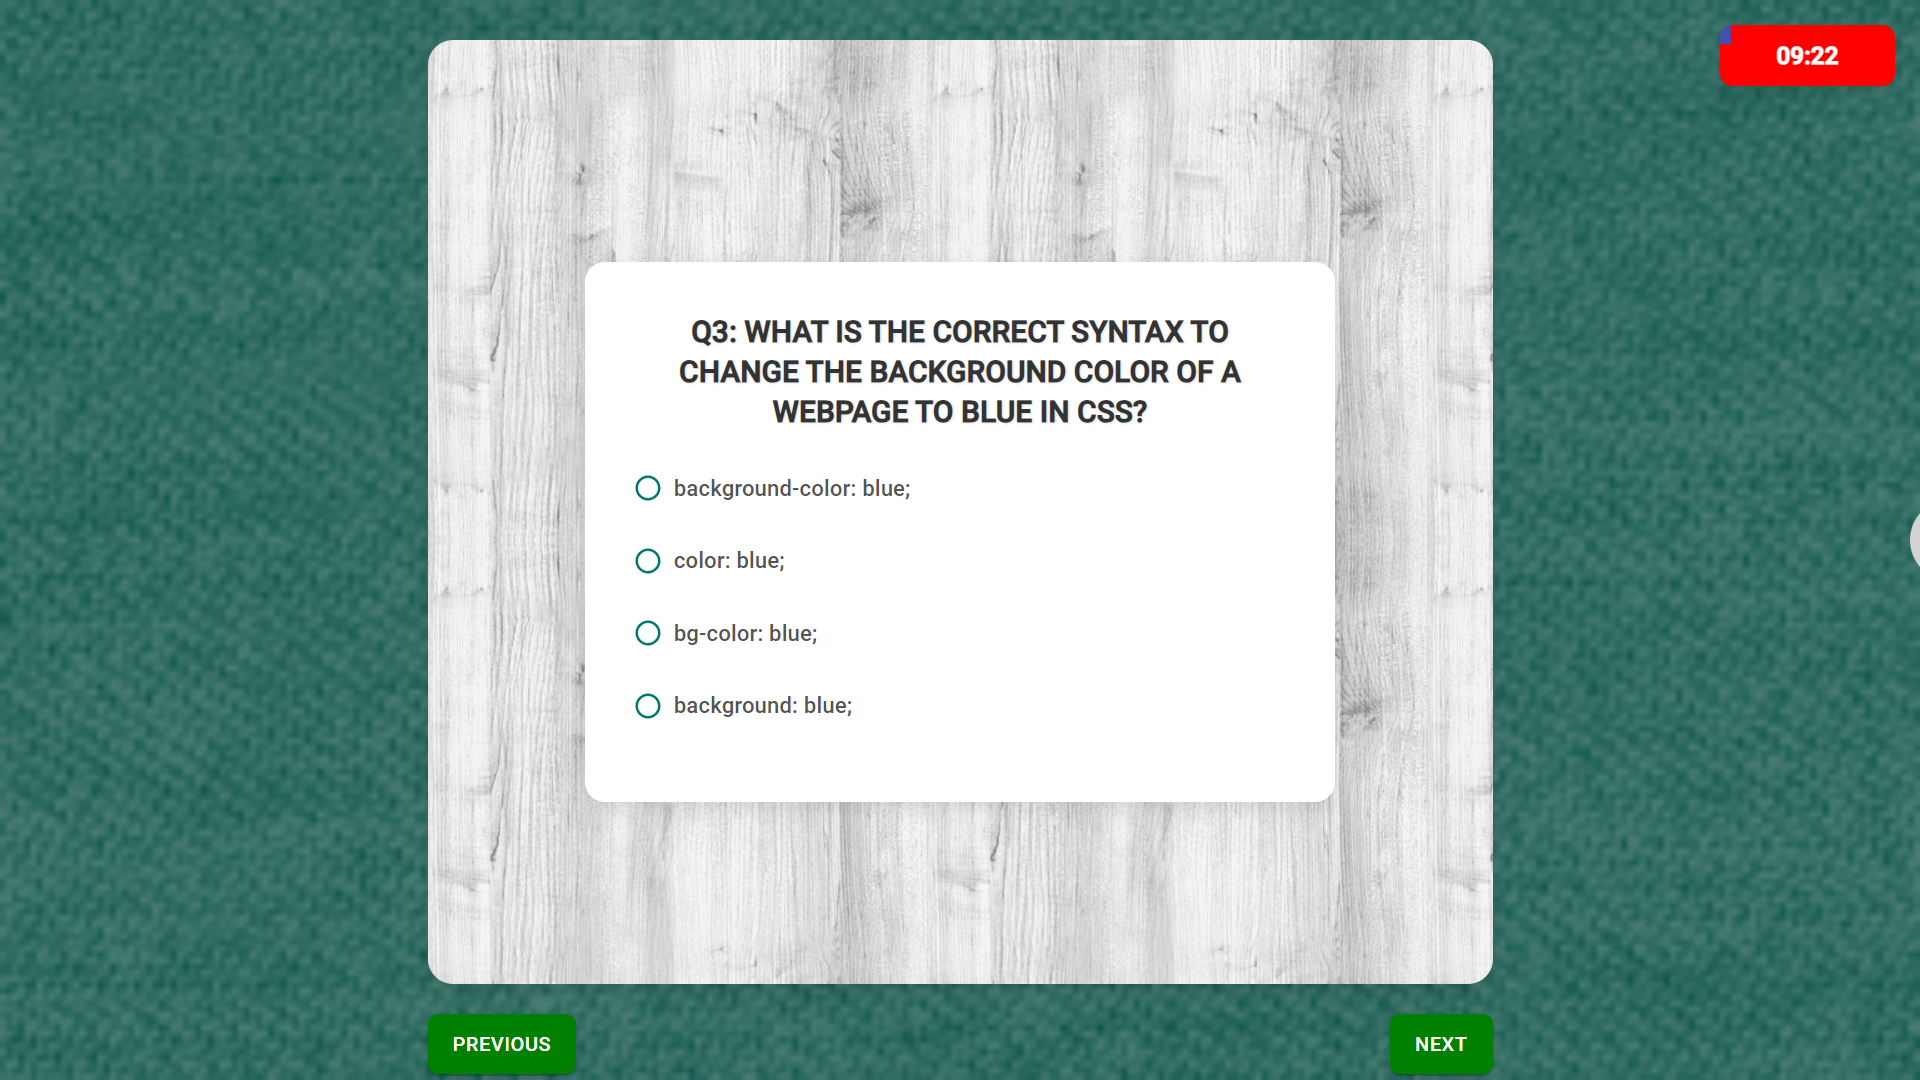 09:22
Q3: WHAT IS THE CORRECT SYNTAX TO
CHANGE THE BACKGROUND COLOR OF A
WEBPAGE TO BLUE IN CSS?
background-color: blue;
color: blue;
bg-color: blue;
background: blue;
PREVIOUS
NEXT